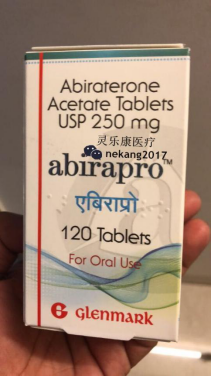 Abiraterone
Acetate Tablets
USP 250 mg
灵乐康医疗
nekang2017
abirapro™
एबिराप्रो
120 Tablets
For Oral Use
G GLENMARK